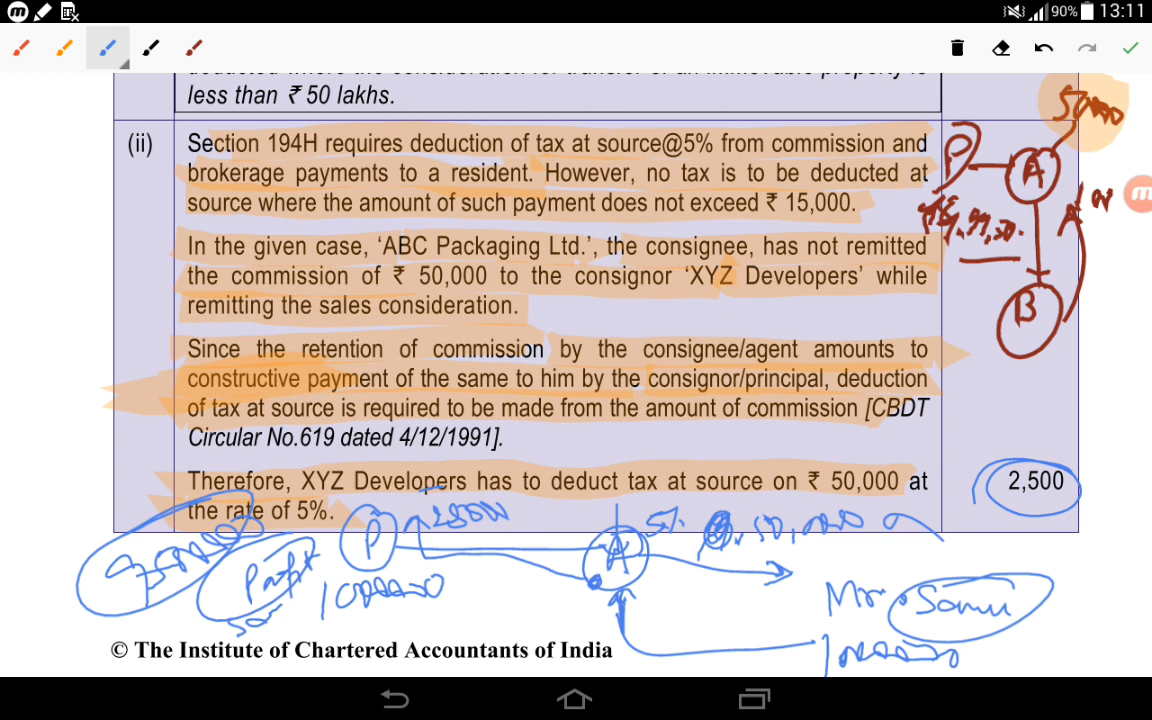 90% 13:11
less than ₹ 50 lakhs.
(ii) Section 194H requires deduction of tax at source@5% from commission and
brokerage payments to a resident. However, no tax is to be deducted at
source where the amount of such payment does not exceed ₹ 15,000.
In the given case, ‘ABC Packaging Ltd.’, the consignee, has not remitted
the commission of ₹ 50,000 to the consignor ‘XYZ Developers’ while
remitting the sales consideration.
Since the retention of commission by the consignee/agent amounts to
constructive payment of the same to him by the consignor/principal, deduction
of tax at source is required to be made from the amount of commission [CBDT
Circular No.619 dated 4/12/1991].
Therefore, XYZ Developers has to deduct tax at source on ₹ 50,000 at 2,500
the rate of 5%.
P
A
B
P
A
5%
Mr.
© The Institute of Chartered Accountants of India